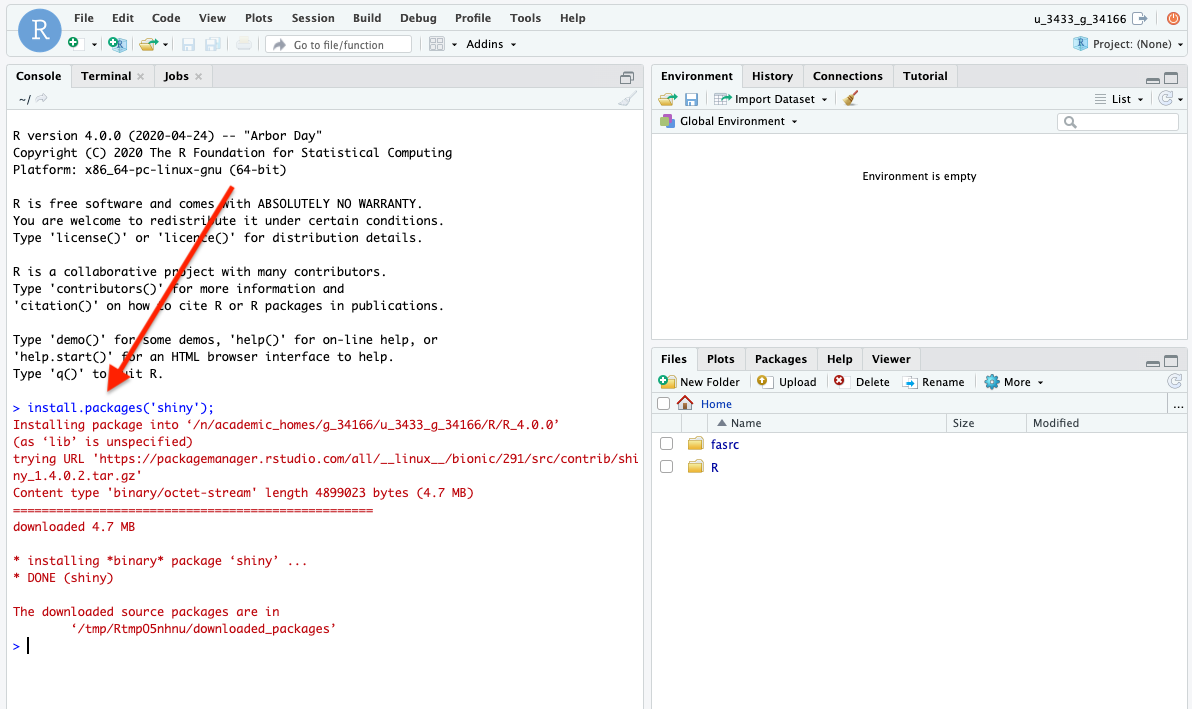 File Edit Code View Plots Session Build Debug Profile Tools Help
u_3433_g_34166
R
Go to file/function
Addins
R Project: (None)
Console Terminal Jobs
~/
R version 4.0.0 (2020-04-24) -- "Arbor Day"
Copyright (C) 2020 The R Foundation for Statistical Computing
Platform: x86_64-pc-linux-gnu (64-bit)
R is free software and comes with ABSOLUTELY NO WARRANTY.
You are welcome to redistribute it under certain conditions.
Type 'license()' or 'licence()' for distribution details.
R is a collaborative project with many contributors.
Type 'contributors()' for more information and
'citation()' on how to cite R or R packages in publications.
Type 'demo()' for some demos, 'help()' for on-line help, or
'help.start()' for an HTML browser interface to help.
Type 'q()' to quit R.
> install.packages('shiny');
Installing package into ‘/n/academic_homes/g_34166/u_3433_g_34166/R/R_4.0.0’
(as ‘lib’ is unspecified)
trying URL 'https://packagemanager.rstudio.com/all/__linux__/bionic/291/src/contrib/shi
ny_1.4.0.2.tar.gz'
Content type 'binary/octet-stream' length 4899023 bytes (4.7 MB)
==================================================
downloaded 4.7 MB
* installing *binary* package ‘shiny’ ...
* DONE (shiny)
The downloaded source packages are in
‘/tmp/RtmpO5nhnu/downloaded_packages’
>
Environment History Connections Tutorial
Import Dataset
List
Global Environment
Environment is empty
Files Plots Packages Help Viewer
New Folder Upload Delete Rename More
Home
...
Name Size Modified
fasrc
R